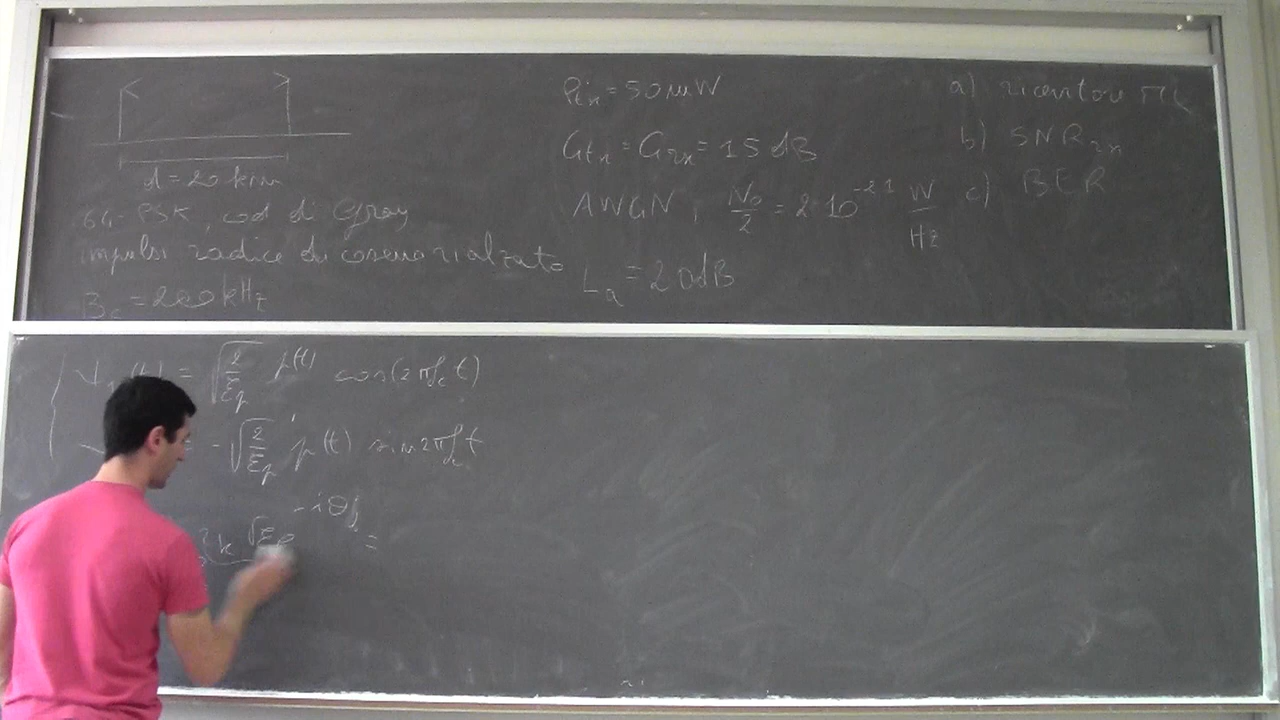 d = 20 km
64-PSK, cod di Gray
impulsi radice di coseno rialzato
B_c = 200 kHz
P_tx = 50 mW
G_tx = G_rx = 15 dB
AWGN, N_0/2 = 2·10^-21 W/Hz
L_a = 20 dB
a) ricevitore ML
b) SNR_rx
c) BER
(t) = √(2/ℰ_p) p(t) cos(2πf_c t)
= -√(2/ℰ_p) p(t) sin 2πf_c t
-iθ_j =